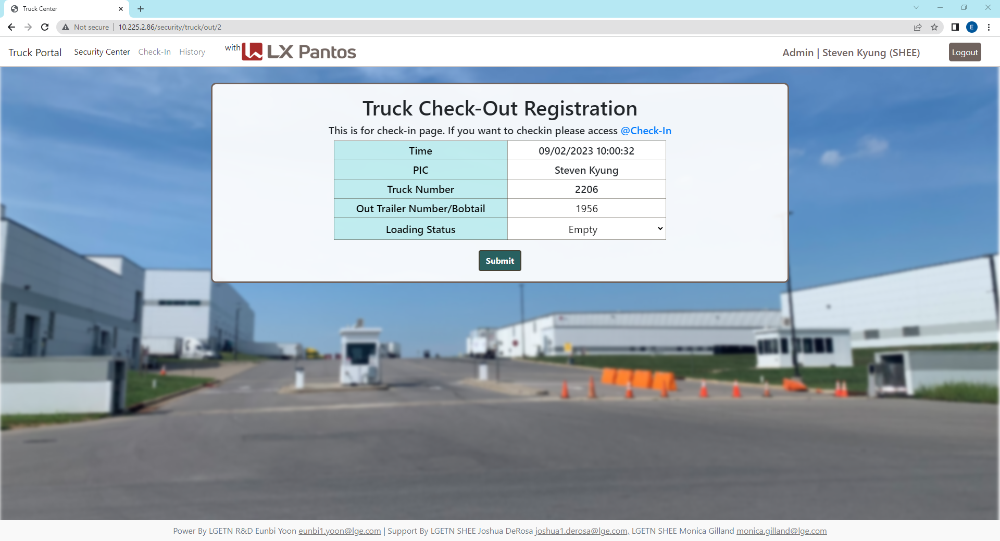 Truck Center
Not secure 10.225.2.86/security/truck/out/2
E
Truck Portal Security Center Check-In History with LX Pantos Admin | Steven Kyung (SHEE) Logout
Truck Check-Out Registration
This is for check-in page. If you want to checkin please access @Check-In
Time 09/02/2023 10:00:32
PIC Steven Kyung
Truck Number 2206
Out Trailer Number/Bobtail 1956
Loading Status Empty
Submit
Power By LGETN R&D Eunbi Yoon eunbi1.yoon@lge.com | Support By LGETN SHEE Joshua DeRosa joshua1.derosa@lge.com, LGETN SHEE Monica Gilland monica.gilland@lge.com